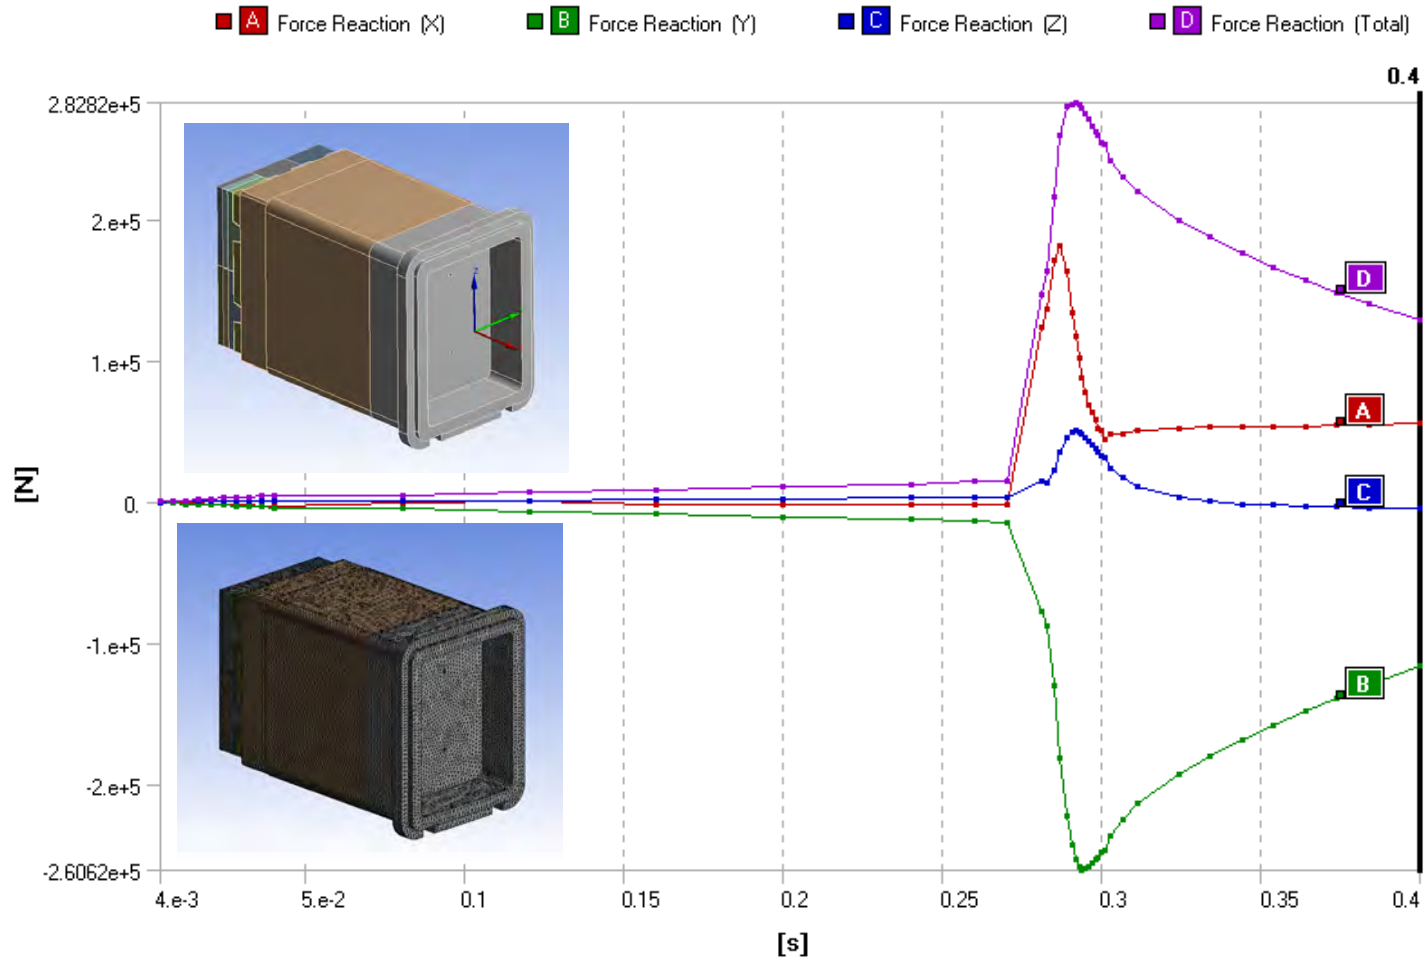 A Force Reaction (X) B Force Reaction (Y) C Force Reaction (Z) D Force Reaction (Total)
0.4
2.8282e+5
2.e+5
1.e+5
0.
-1.e+5
-2.e+5
-2.6062e+5
[N]
D
A
C
B
4.e-3 5.e-2 0.1 0.15 0.2 0.25 0.3 0.35 0.4
[s]